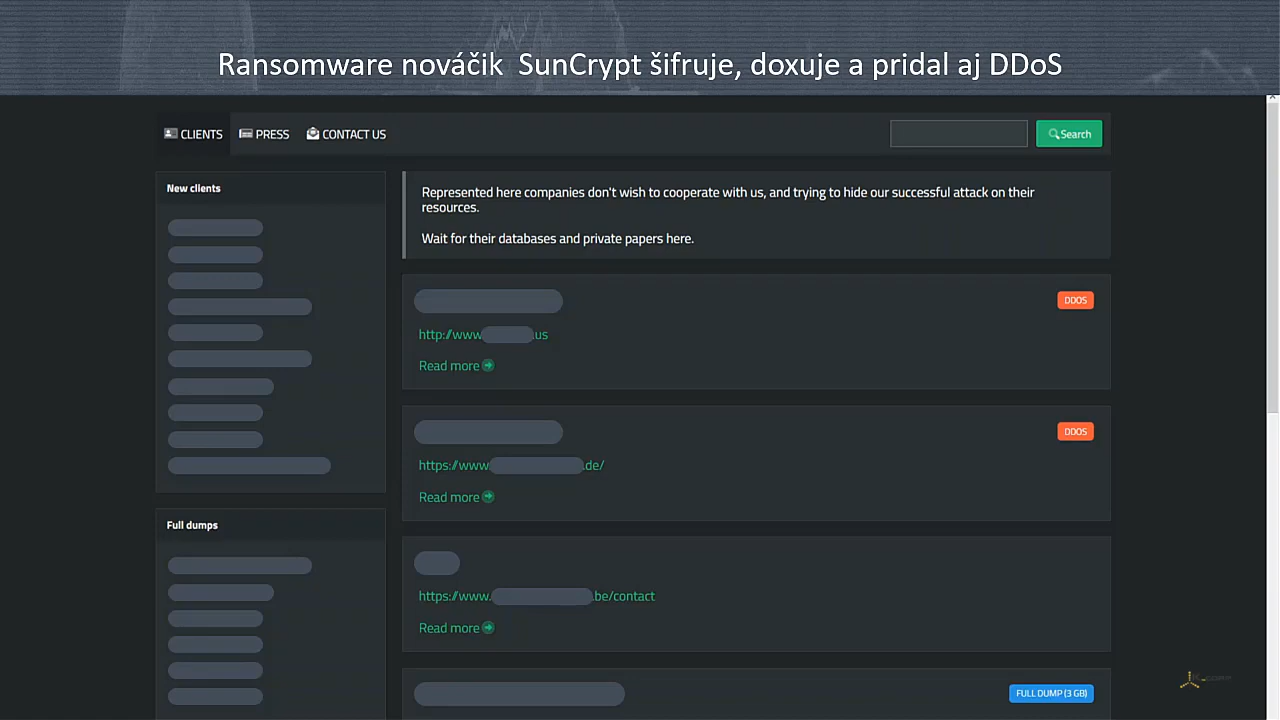 Ransomware nováčik SunCrypt šifruje, doxuje a pridal aj DDoS
CLIENTS
PRESS
CONTACT US
Search
New clients
Represented here companies don't wish to cooperate with us, and trying to hide our successful attack on their
resources.
Wait for their databases and private papers here.
DDOS
http://www .us
Read more
DDOS
https://www. .de/
Read more
Full dumps
https://www. .be/contact
Read more
FULL DUMP (3 GB)